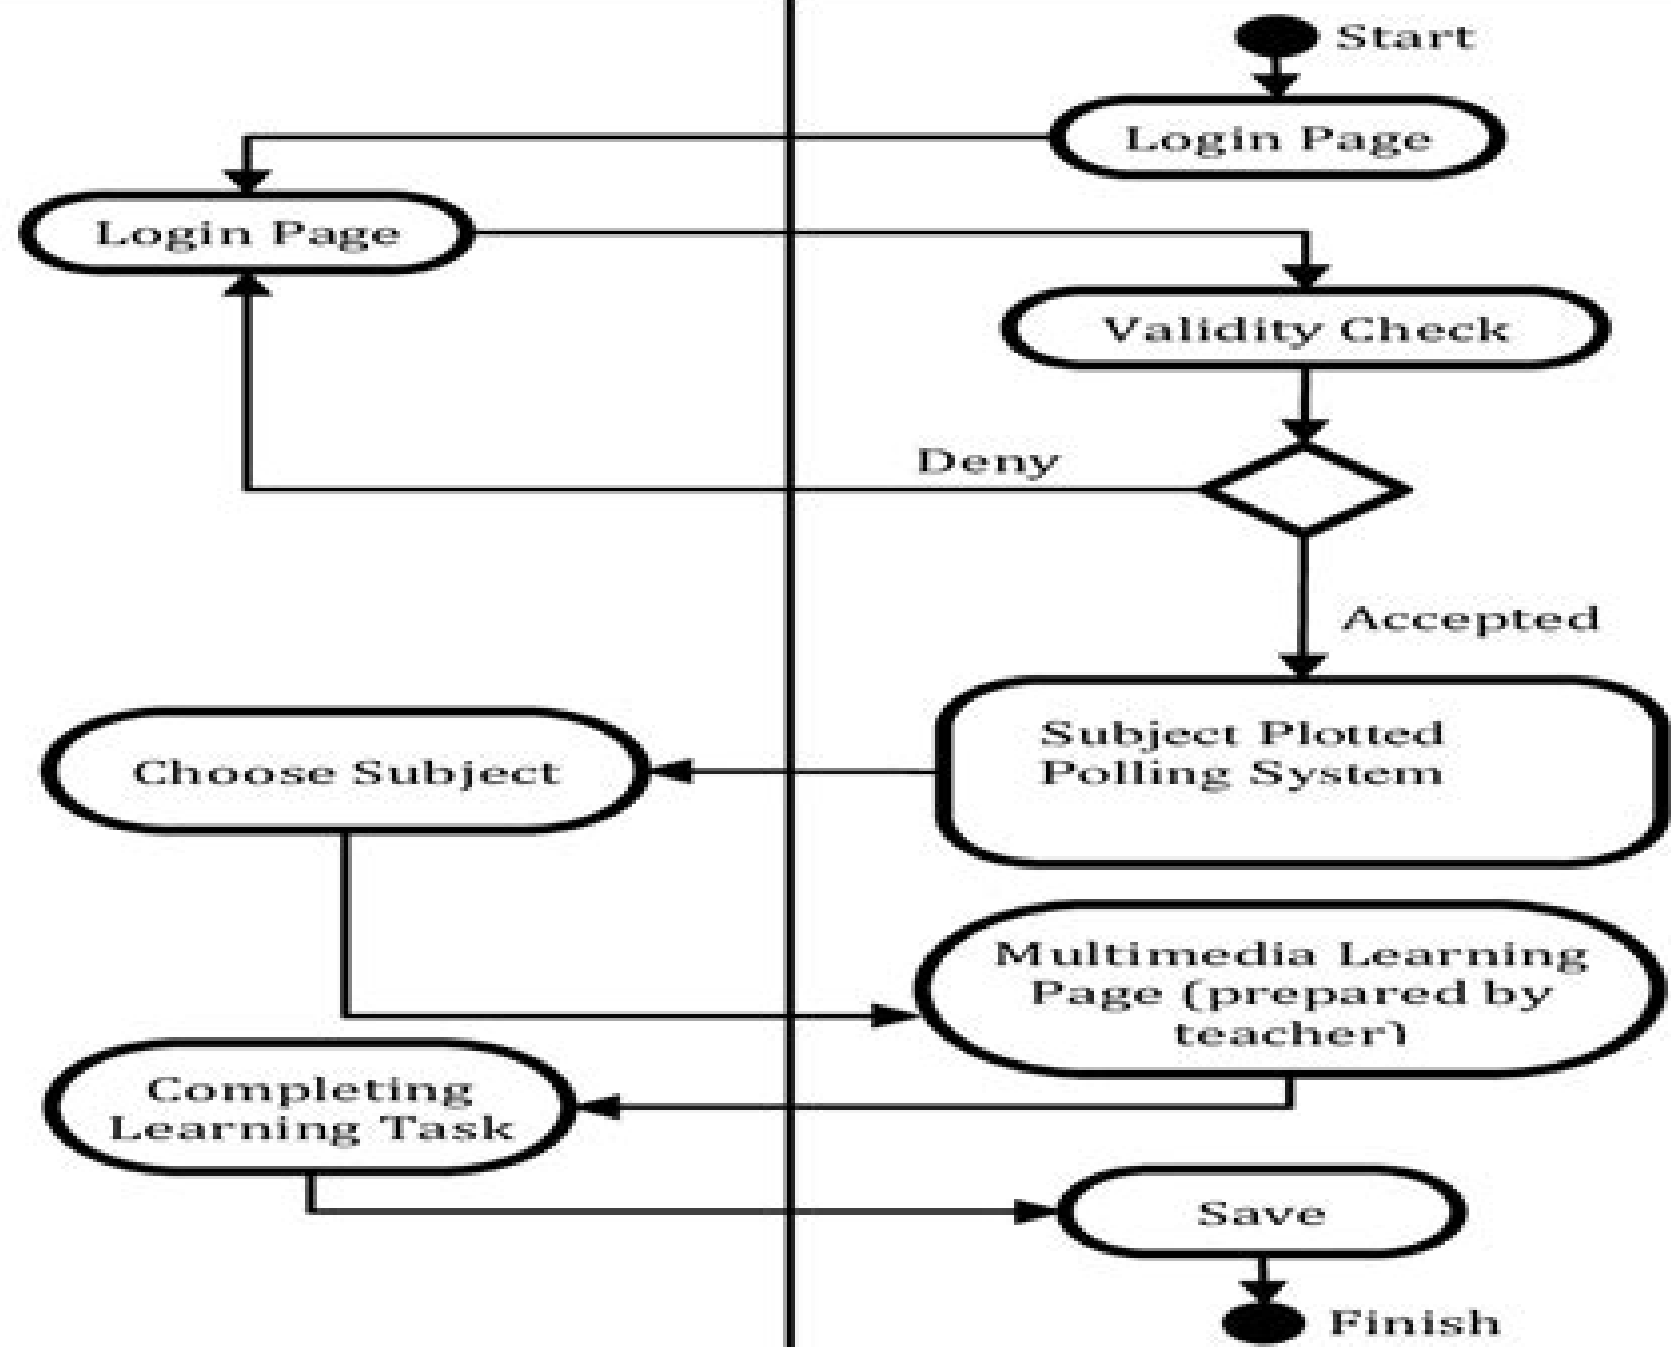 Start
Login Page
Login Page
Validity Check
Deny
Accepted
Subject Plotted
Polling System
Choose Subject
Multimedia Learning
Page (prepared by
teacher)
Completing
Learning Task
Save
Finish